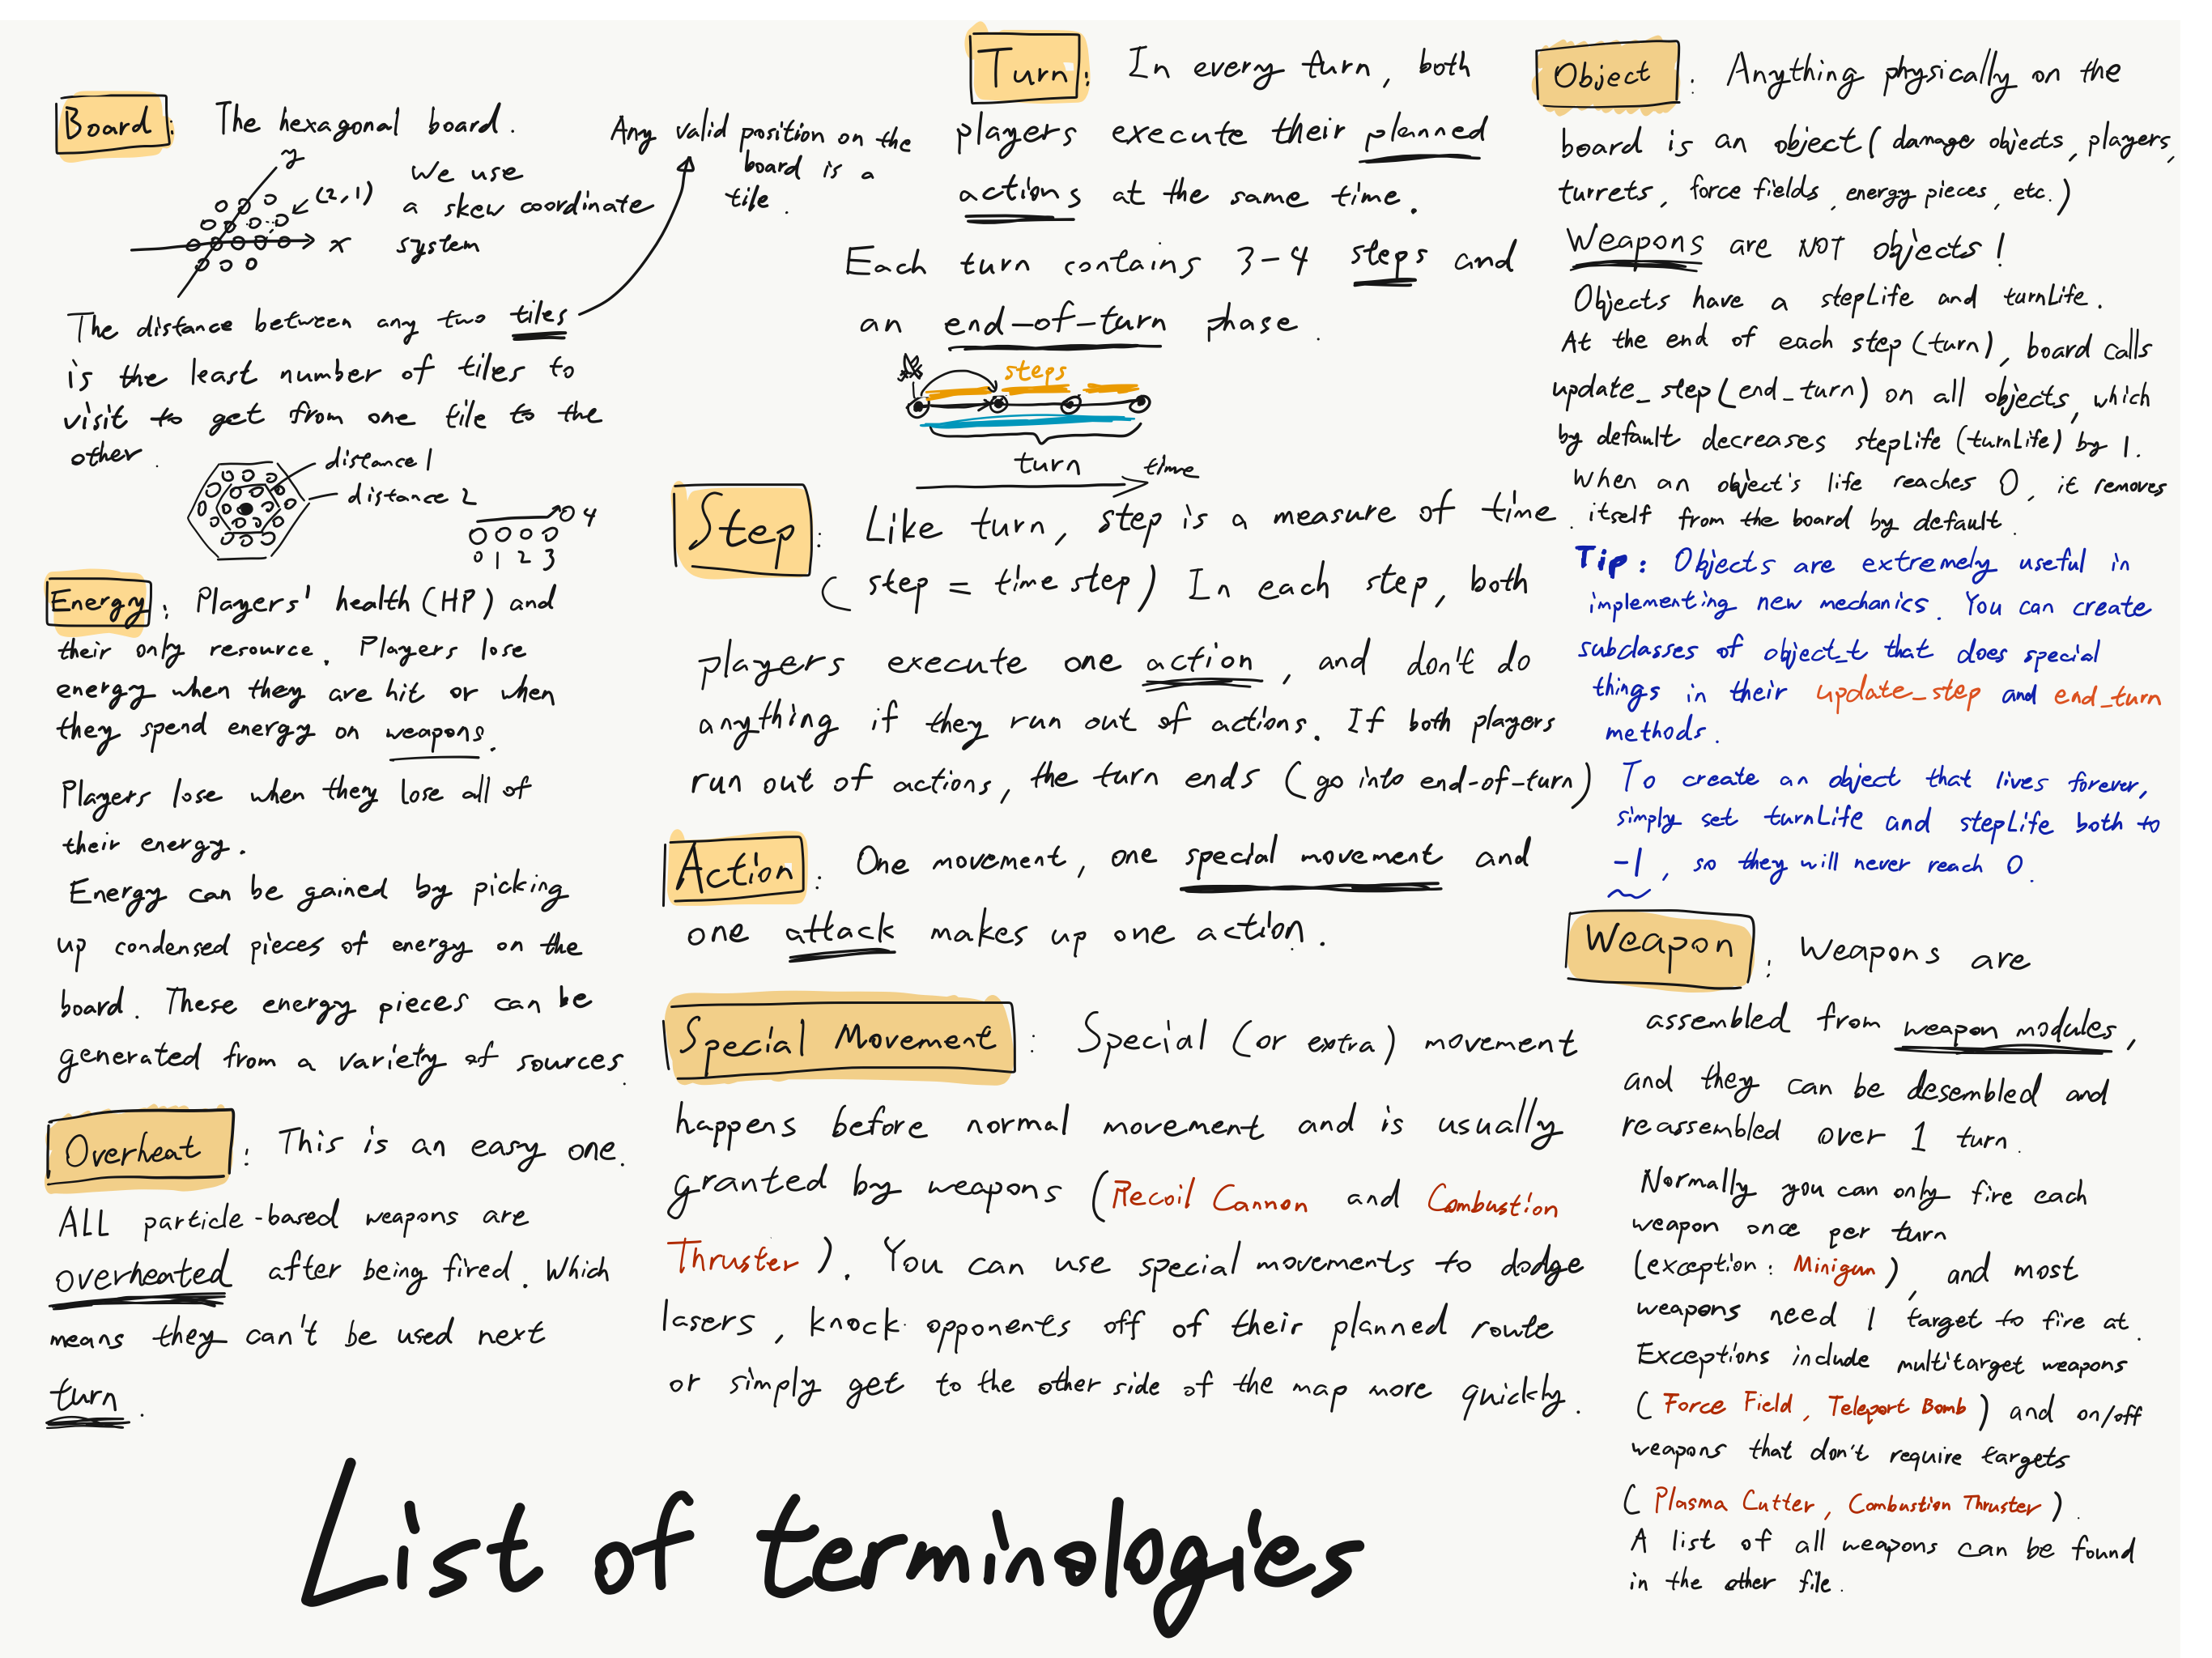 Board: The hexagonal board.
y
(2,1)
x
We use
a skew coordinate
system
The distance between any two tiles
is the least number of tiles to
visit to get from one tile to the
other.
Any valid position on the
board is a
tile.
distance 1
distance 2
4
0 1 2 3
Energy: Players' health (HP) and
their only resource. Players lose
energy when they are hit or when
they spend energy on weapons.
Players lose when they lose all of
their energy.
Energy can be gained by picking
up condensed pieces of energy on the
board. These energy pieces can be
generated from a variety of sources.
Overheat: This is an easy one.
ALL particle-based weapons are
overheated after being fired. Which
means they can't be used next
turn.
Turn: In every turn, both
players execute their planned
actions at the same time.
Each turn contains 3-4 steps and
an end-of-turn phase.
steps
turn
time
Step: Like turn, step is a measure of time.
(step = time step) In each step, both
players execute one action, and don't do
anything if they run out of actions. If both players
run out of actions, the turn ends (go into end-of-turn)
Action: One movement, one special movement and
one attack makes up one action.
Special Movement: Special (or extra) movement
happens before normal movement and is usually
granted by weapons (Recoil Cannon and Combustion
Thruster). You can use special movements to dodge
lasers, knock opponents off of their planned route
or simply get to the other side of the map more quickly.
Object: Anything physically on the
board is an object (damage objects, players,
turrets, force fields, energy pieces, etc.)
Weapons are NOT objects!
Objects have a stepLife and turnLife.
At the end of each step (turn), board calls
update_step (end_turn) on all objects, which
by default decreases stepLife (turnLife) by 1.
When an object's life reaches 0, it removes
itself from the board by default.
Tip: Objects are extremely useful in
implementing new mechanics. You can create
subclasses of object_t that does special
things in their update_step and end_turn
methods.
To create an object that lives forever,
simply set turnLife and stepLife both to
-1, so they will never reach 0.
Weapon: Weapons are
assembled from weapon modules,
and they can be desembled and
reassembled over 1 turn.
Normally you can only fire each
weapon once per turn
(exception: Minigun), and most
weapons need 1 target to fire at.
Exceptions include multitarget weapons
(Force Field, Teleport Bomb) and on/off
weapons that don't require targets
(Plasma Cutter, Combustion Thruster).
A list of all weapons can be found
in the other file.
List of terminologies